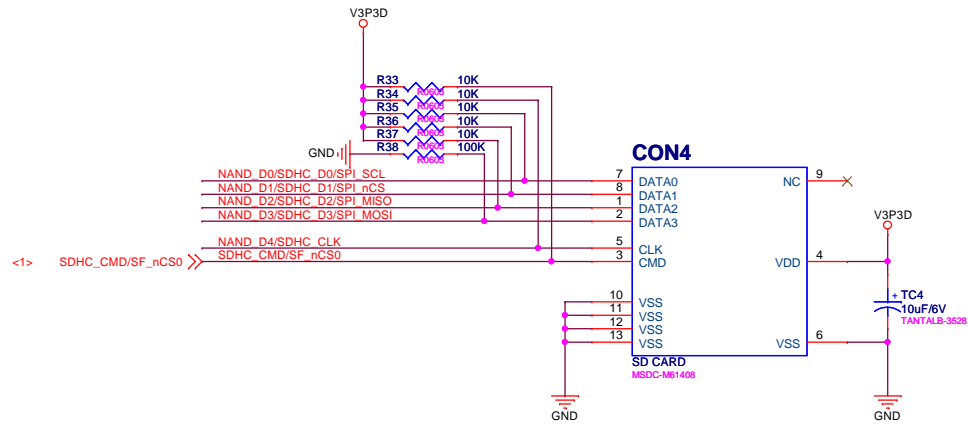 V3P3D
R33 10K
R0603
R34 10K
R0603
R35 10K
R0603
R36 10K
R0603
R37 10K
R0603
R38 100K
R0603
GND
CON4
NAND_D0/SDHC_D0/SPI_SCL 7 DATA0 NC 9
NAND_D1/SDHC_D1/SPI_nCS 8 DATA1
NAND_D2/SDHC_D2/SPI_MISO 1 DATA2
NAND_D3/SDHC_D3/SPI_MOSI 2 DATA3
V3P3D
NAND_D4/SDHC_CLK 5 CLK
<1> SDHC_CMD/SF_nCS0 SDHC_CMD/SF_nCS0 3 CMD VDD 4
+ TC4
10uF/6V
TANTALB-3528
10 VSS
11 VSS
12 VSS
13 VSS VSS 6
SD CARD
MSDC-M61408
GND GND